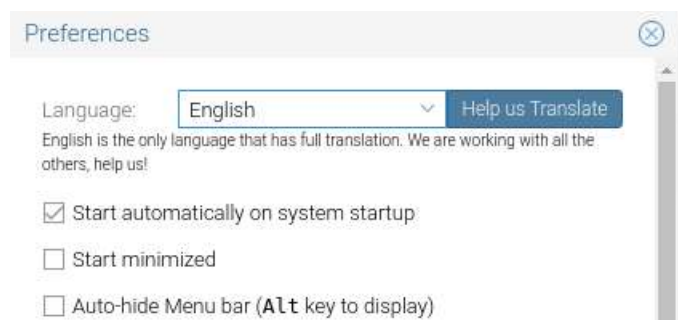 Preferences
Language: English Help us Translate
English is the only language that has full translation. We are working with all the
others, help us!
Start automatically on system startup
Start minimized
Auto-hide Menu bar (Alt key to display)